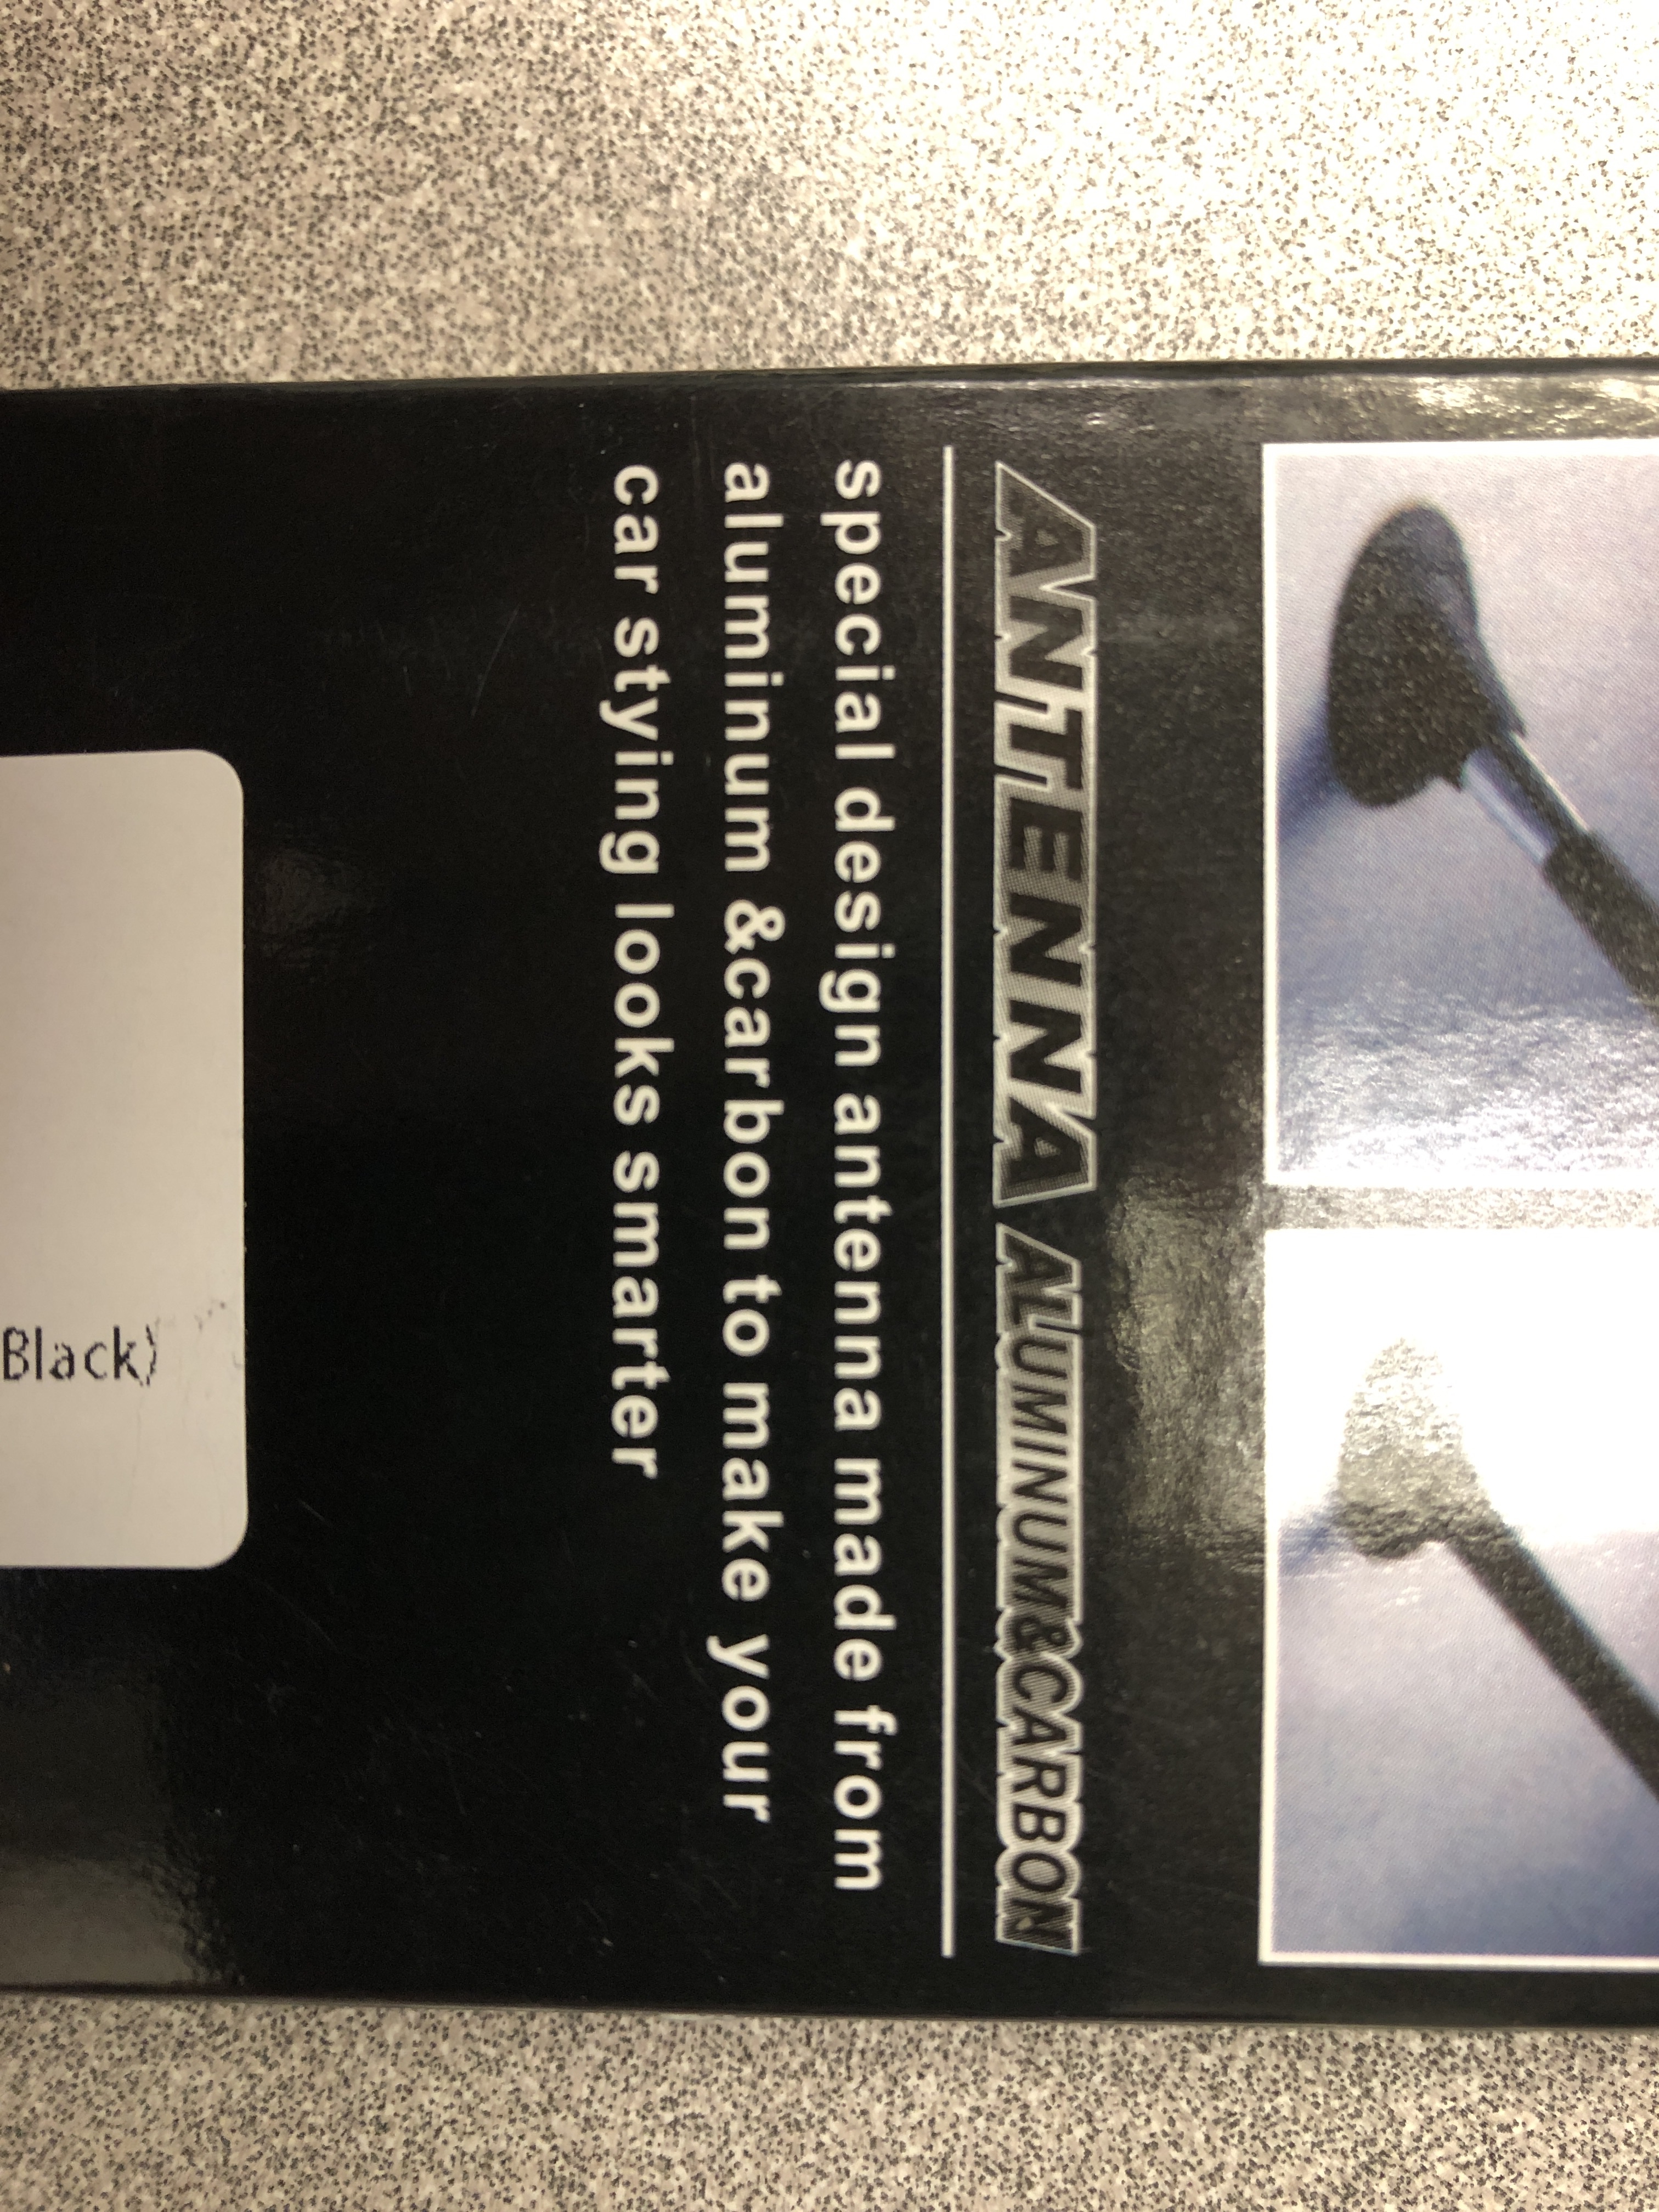 ANTENNA ALUMINUM&CARBON
special design antenna made from
aluminum &carbon to make your
car stying looks smarter
Black)